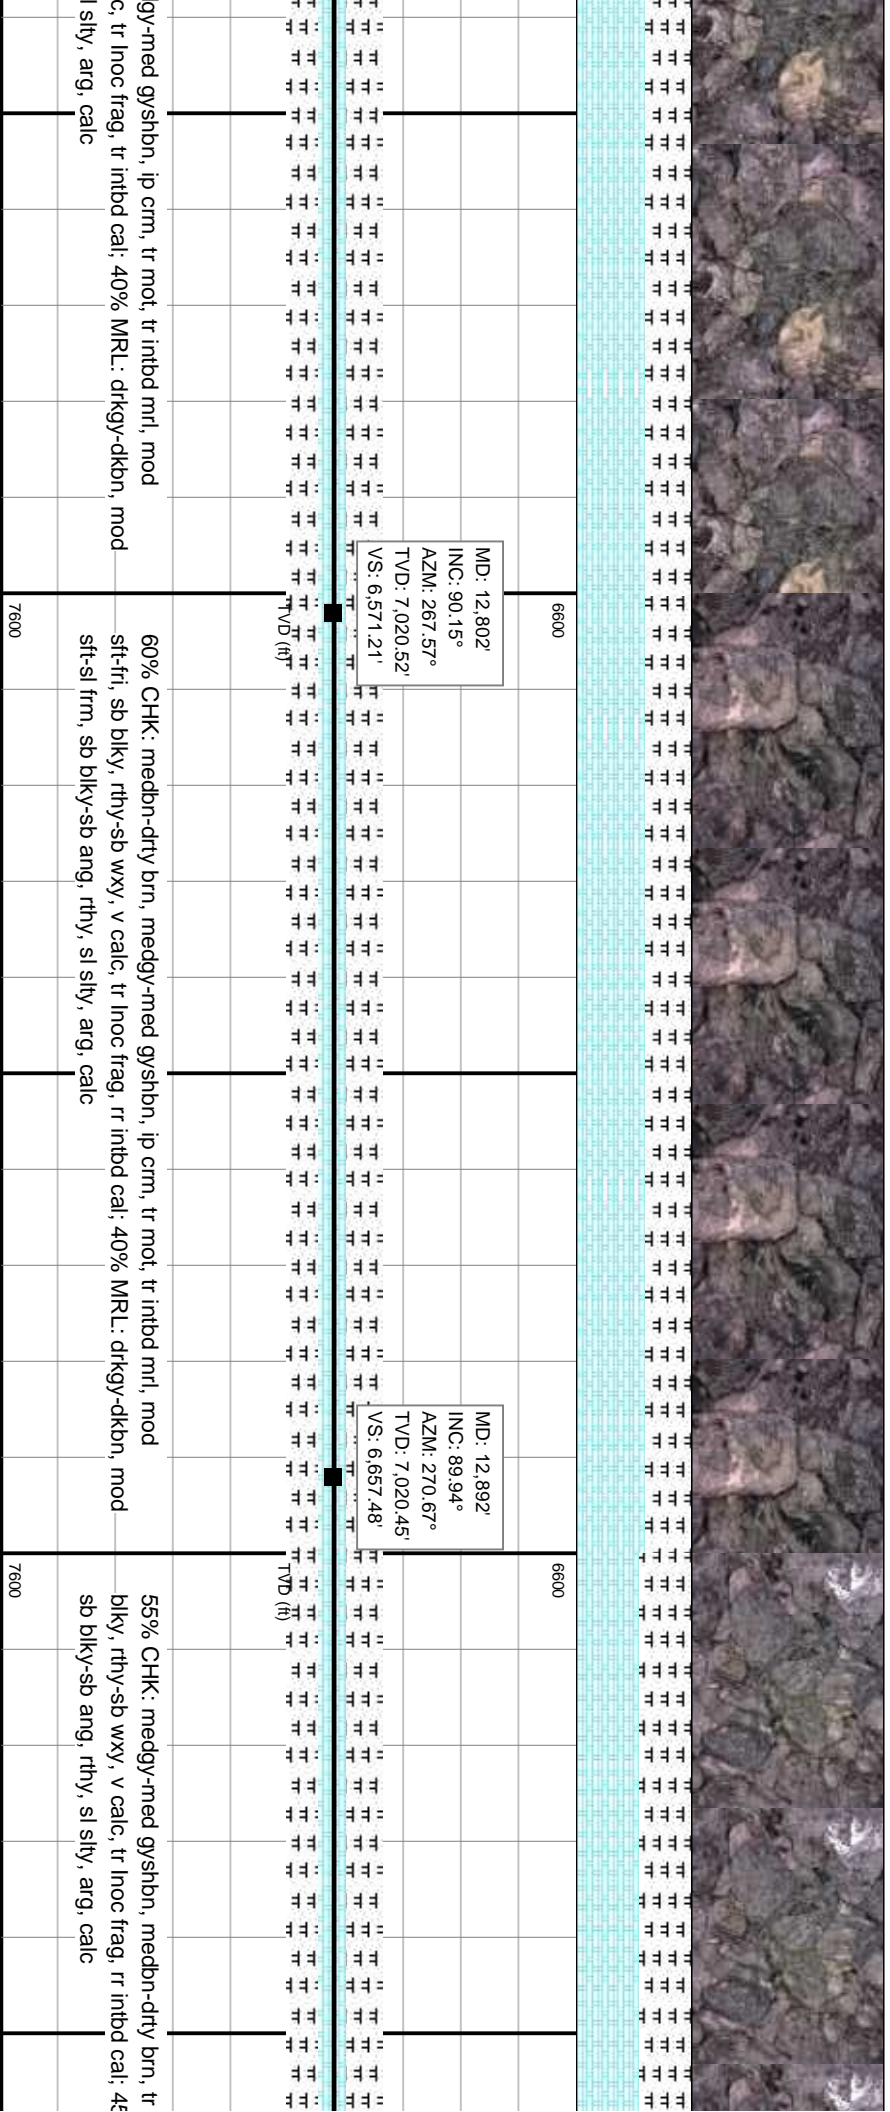 gy-med gyshbn, ip crm, tr mot, tr intbd mrl, mod
c, tr Inoc frag, tr intbd cal; 40% MRL: drkgy-dkbn, mod
l slty, arg, calc
6600
MD: 12,802'
INC: 90.15°
AZM: 267.57°
TVD: 7,020.52'
VS: 6,571.21'
TVD (ft)
7600
60% CHK: medbn-drty brn, medgy-med gyshbn, ip crm, tr mot, tr intbd mrl, mod
sft-fri, sb blky, rthy-sb wxy, v calc, tr Inoc frag, rr intbd cal; 40% MRL: drkgy-dkbn, mod
sft-sl frm, sb blky-sb ang, rthy, sl slty, arg, calc
MD: 12,892'
INC: 89.94°
AZM: 270.67°
TVD: 7,020.45'
VS: 6,657.48'
6600
TVD (ft)
7600
55% CHK: medgy-med gyshbn, medbn-drty brn, tr
blky, rthy-sb wxy, v calc, tr Inoc frag, rr intbd cal; 45
sb blky-sb ang, rthy, sl slty, arg, calc